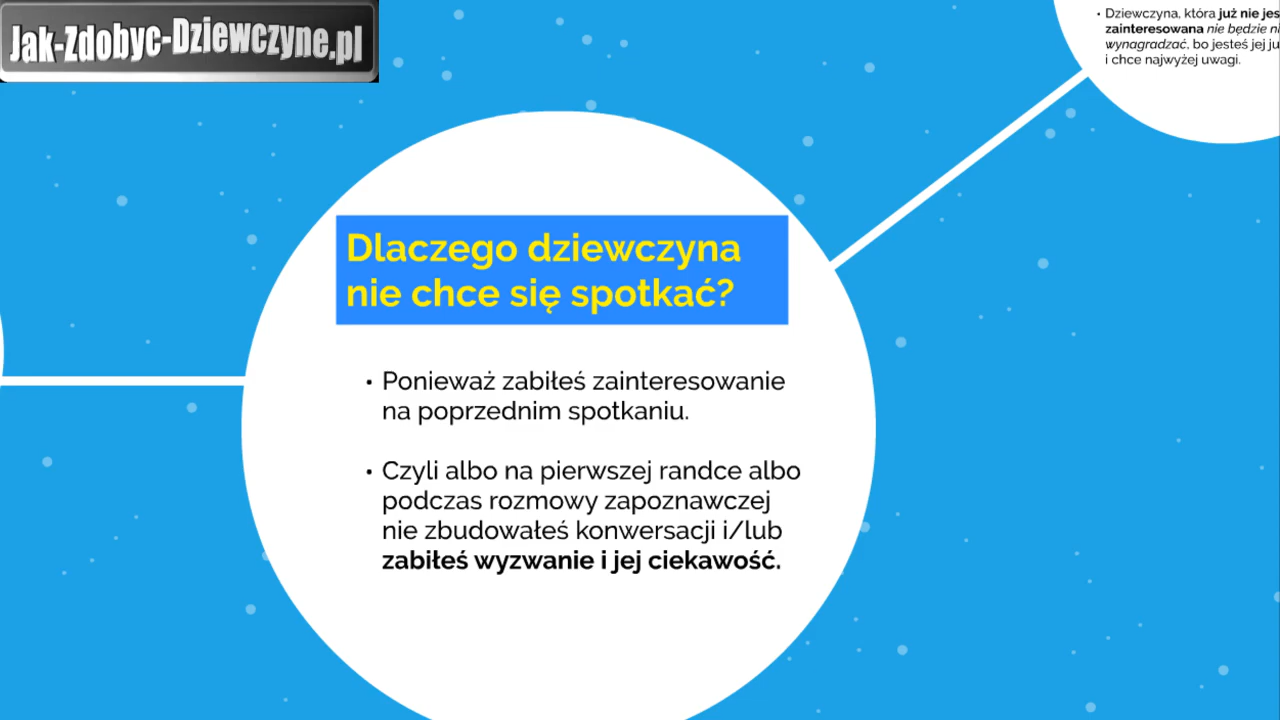 Jak-Zdobyc-Dziewczyne.pl
• Dziewczyna, która już nie jes
zainteresowana nie będzie
wynagradzać, bo jesteś jej
i chce najwyżej uwagi.
Dlaczego dziewczyna
nie chce się spotkać?
• Ponieważ zabiłeś zainteresowanie
na poprzednim spotkaniu.
• Czyli albo na pierwszej randce albo
podczas rozmowy zapoznawczej
nie zbudowałeś konwersacji i/lub
zabiłeś wyzwanie i jej ciekawość.